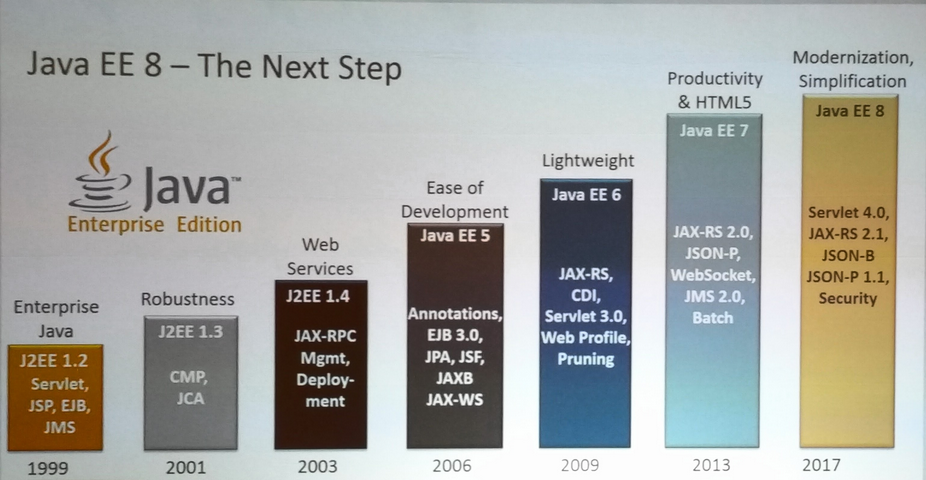 Java EE 8 – The Next Step
Java™
Enterprise Edition
Enterprise
Java
J2EE 1.2
Servlet,
JSP, EJB,
JMS
1999
Robustness
J2EE 1.3
CMP,
JCA
2001
Web
Services
J2EE 1.4
JAX-RPC
Mgmt,
Deploy-
ment
2003
Ease of
Development
Java EE 5
Annotations,
EJB 3.0,
JPA, JSF,
JAXB
JAX-WS
2006
Lightweight
Java EE 6
JAX-RS,
CDI,
Servlet 3.0,
Web Profile,
Pruning
2009
Productivity
& HTML5
Java EE 7
JAX-RS 2.0,
JSON-P,
WebSocket,
JMS 2.0,
Batch
2013
Modernization,
Simplification
Java EE 8
Servlet 4.0,
JAX-RS 2.1,
JSON-B
JSON-P 1.1,
Security
2017